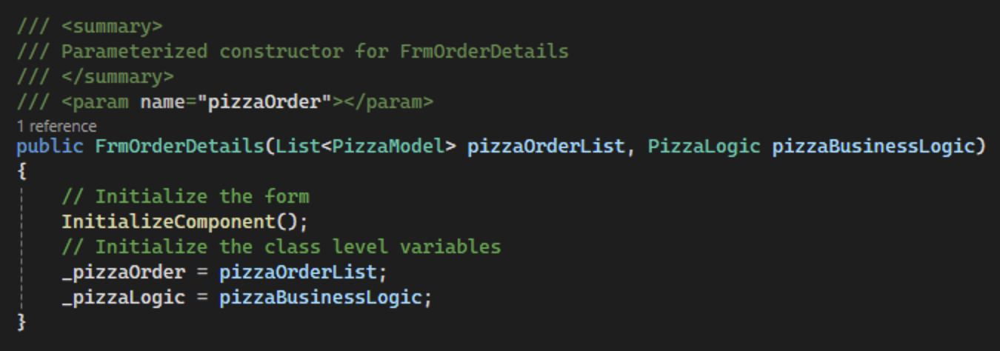 /// <summary>
/// Parameterized constructor for FrmOrderDetails
/// </summary>
/// <param name="pizzaOrder"></param>
1 reference
public FrmOrderDetails(List<PizzaModel> pizzaOrderList, PizzaLogic pizzaBusinessLogic)
{
    // Initialize the form
    InitializeComponent();
    // Initialize the class level variables
    _pizzaOrder = pizzaOrderList;
    _pizzaLogic = pizzaBusinessLogic;
}